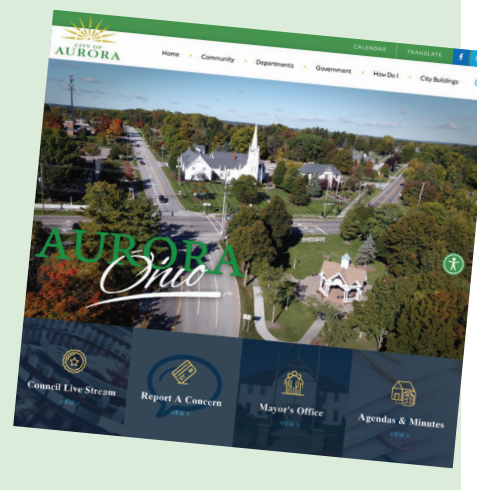 CALENDAR TRANSLATE f
CITY OF
AURORA
Home Community Departments Government How Do I City Buildings
AURORA
Ohio
Council Live Stream Report A Concern Mayor's Office Agendas & Minutes
VIEW > VIEW > VIEW > VIEW >